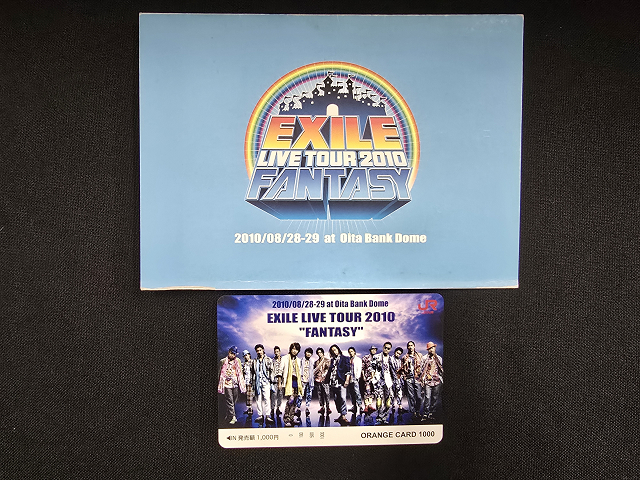 EXILE
LIVE TOUR 2010
FANTASY
2010/08/28-29 at Oita Bank Dome
2010/08/28-29 at Oita Bank Dome
EXILE LIVE TOUR 2010
"FANTASY"
◀IN 発売額 1,000円
ORANGE CARD 1000